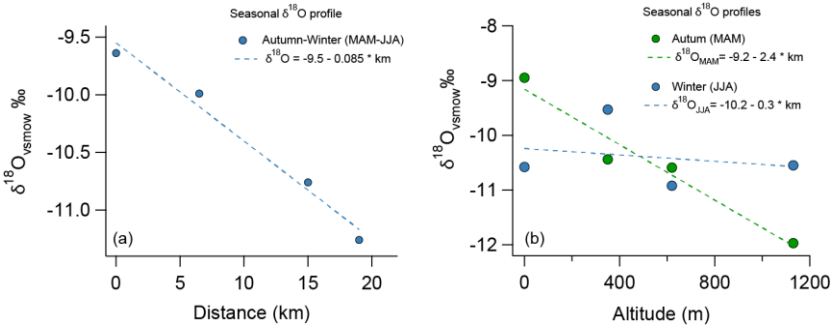 Seasonal δ¹⁸O profile
Autumn-Winter (MAM-JJA)
δ¹⁸O = -9.5 - 0.085 * km
-9.5
-10.0
-10.5
-11.0
δ¹⁸Ovsmow ‰
(a)
0
5
10
15
20
Distance (km)
Seasonal δ¹⁸O profiles
Autum (MAM)
δ¹⁸OMAM= -9.2 - 2.4 * km
Winter (JJA)
δ¹⁸OJJA= -10.2 - 0.3 * km
-8
-9
-10
-11
-12
δ¹⁸Ovsmow ‰
(b)
0
400
800
1200
Altitude (m)